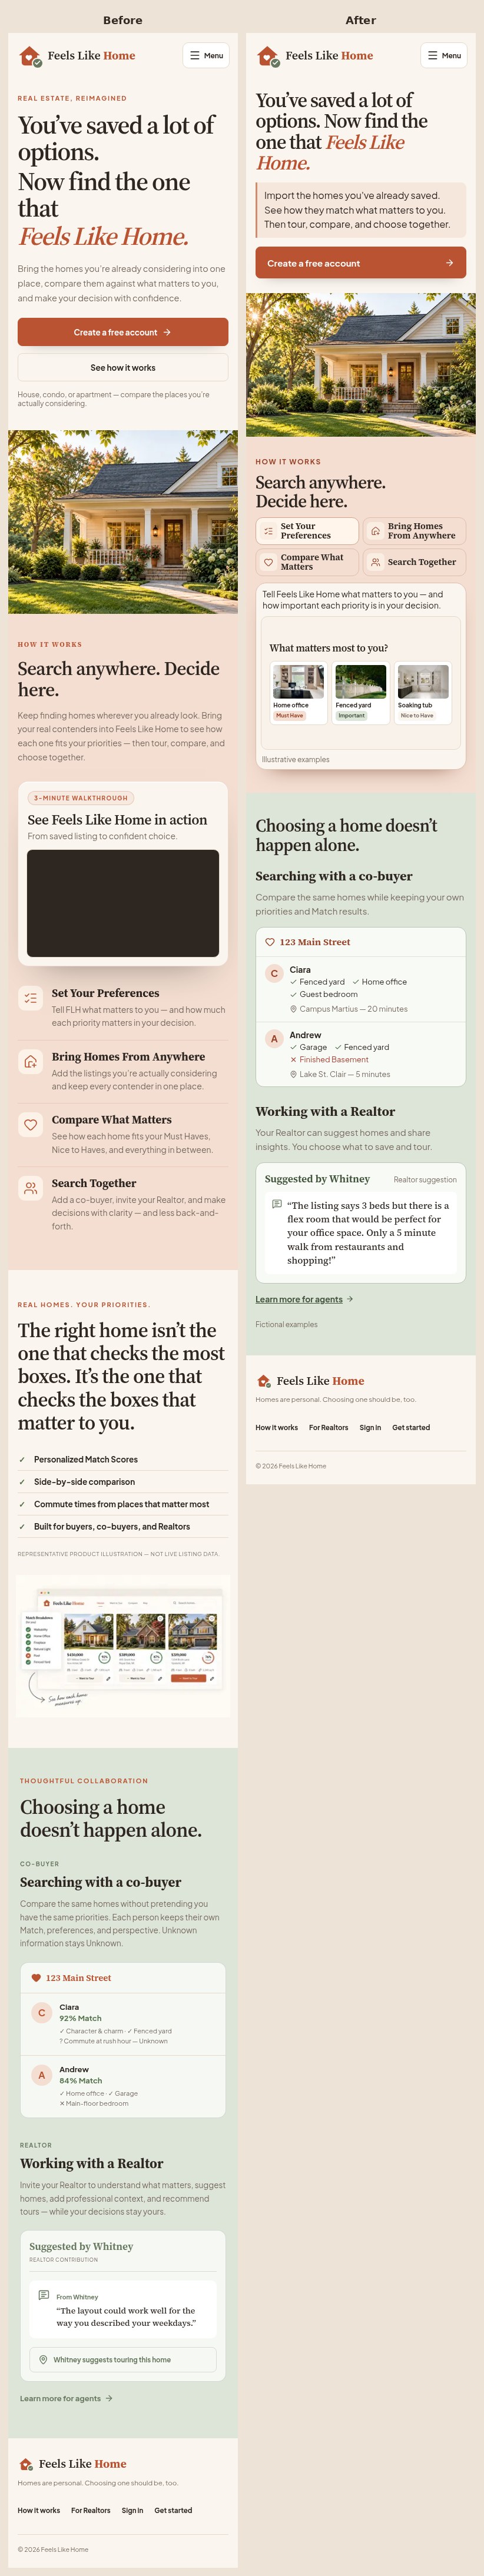 Before
Feels Like Home
Menu
REAL ESTATE, REIMAGINED
You’ve saved a lot of
options.
Now find the one
that
Feels Like Home.
Bring the homes you’re already considering into one
place, compare them against what matters to you,
and make your decision with confidence.
Create a free account →
See how it works
House, condo, or apartment — compare the places you’re
actually considering.
HOW IT WORKS
Search anywhere. Decide
here.
Keep finding homes wherever you already look. Bring
your real contenders into Feels Like Home to see how
each one fits your priorities — then tour, compare, and
choose together.
3-MINUTE WALKTHROUGH
See Feels Like Home in action
From saved listing to confident choice.
Set Your Preferences
Tell FLH what matters to you — and how much
each priority matters in your decision.
Bring Homes From Anywhere
Add the listings you’re actually considering
and keep every contender in one place.
Compare What Matters
See how each home fits your Must Haves,
Nice to Haves, and everything in between.
Search Together
Add a co-buyer, invite your Realtor, and make
decisions with clarity — and less back-and-
forth.
REAL HOMES. YOUR PRIORITIES.
The right home isn’t the
one that checks the most
boxes. It’s the one that
checks the boxes that
matter to you.
✓ Personalized Match Scores
✓ Side-by-side comparison
✓ Commute times from places that matter most
✓ Built for buyers, co-buyers, and Realtors
REPRESENTATIVE PRODUCT ILLUSTRATION — NOT LIVE LISTING DATA.
Feels Like Home
Match Breakdown
See how each home
measures up.
THOUGHTFUL COLLABORATION
Choosing a home
doesn’t happen alone.
CO-BUYER
Searching with a co-buyer
Compare the same homes without pretending you
have the same priorities. Each person keeps their own
Match, preferences, and perspective. Unknown
information stays Unknown.
123 Main Street
C
Ciara
92% Match
✓ Character & charm · ✓ Fenced yard
? Commute at rush hour — Unknown
A
Andrew
84% Match
✓ Home office · ✓ Garage
✕ Main-floor bedroom
REALTOR
Working with a Realtor
Invite your Realtor to understand what matters, suggest
homes, add professional context, and recommend
tours — while your decisions stay yours.
Suggested by Whitney
REALTOR CONTRIBUTION
From Whitney
“The layout could work well for the
way you described your weekdays.”
Whitney suggests touring this home
Learn more for agents →
Feels Like Home
Homes are personal. Choosing one should be, too.
How it works For Realtors Sign in Get started
© 2026 Feels Like Home
After
Feels Like Home
Menu
You’ve saved a lot of
options. Now find the
one that Feels Like
Home.
Import the homes you’ve already saved.
See how they match what matters to you.
Then tour, compare, and choose together.
Create a free account →
HOW IT WORKS
Search anywhere.
Decide here.
Set Your
Preferences
Bring Homes
From Anywhere
Compare What
Matters
Search Together
Tell Feels Like Home what matters to you — and
how important each priority is in your decision.
What matters most to you?
Home office
Must Have
Fenced yard
Important
Soaking tub
Nice to Have
Illustrative examples
Choosing a home doesn’t
happen alone.
Searching with a co-buyer
Compare the same homes while keeping your own
priorities and Match results.
123 Main Street
C
Ciara
✓ Fenced yard ✓ Home office
✓ Guest bedroom
Campus Martius — 20 minutes
A
Andrew
✓ Garage ✓ Fenced yard
✕ Finished Basement
Lake St. Clair — 5 minutes
Working with a Realtor
Your Realtor can suggest homes and share
insights. You choose what to save and tour.
Suggested by Whitney
Realtor suggestion
“The listing says 3 beds but there is a
flex room that would be perfect for
your office space. Only a 5 minute
walk from restaurants and
shopping!”
Learn more for agents →
Fictional examples
Feels Like Home
Homes are personal. Choosing one should be, too.
How it works For Realtors Sign in Get started
© 2026 Feels Like Home